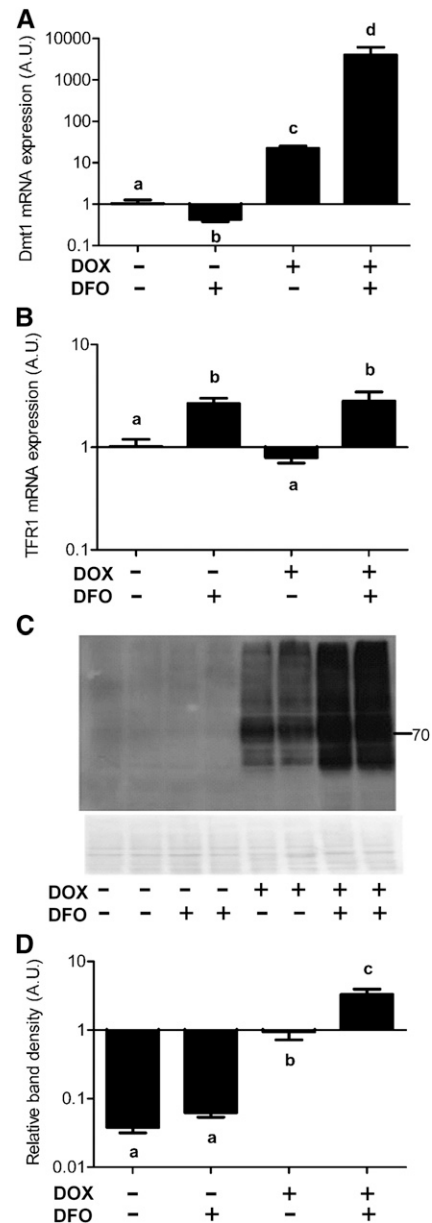 A
Dmt1 mRNA expression (A.U.)
10000
1000
100
10
1
0.1
a
b
c
d
DOX - - + +
DFO - + - +
B
TFR1 mRNA expression (A.U.)
10
1
0.1
a
b
a
b
DOX - - + +
DFO - + - +
C
70
DOX - - - - + + + +
DFO - - + + - - + +
D
Relative band density (A.U.)
10
1
0.1
0.01
a
a
b
c
DOX - - + +
DFO - + - +